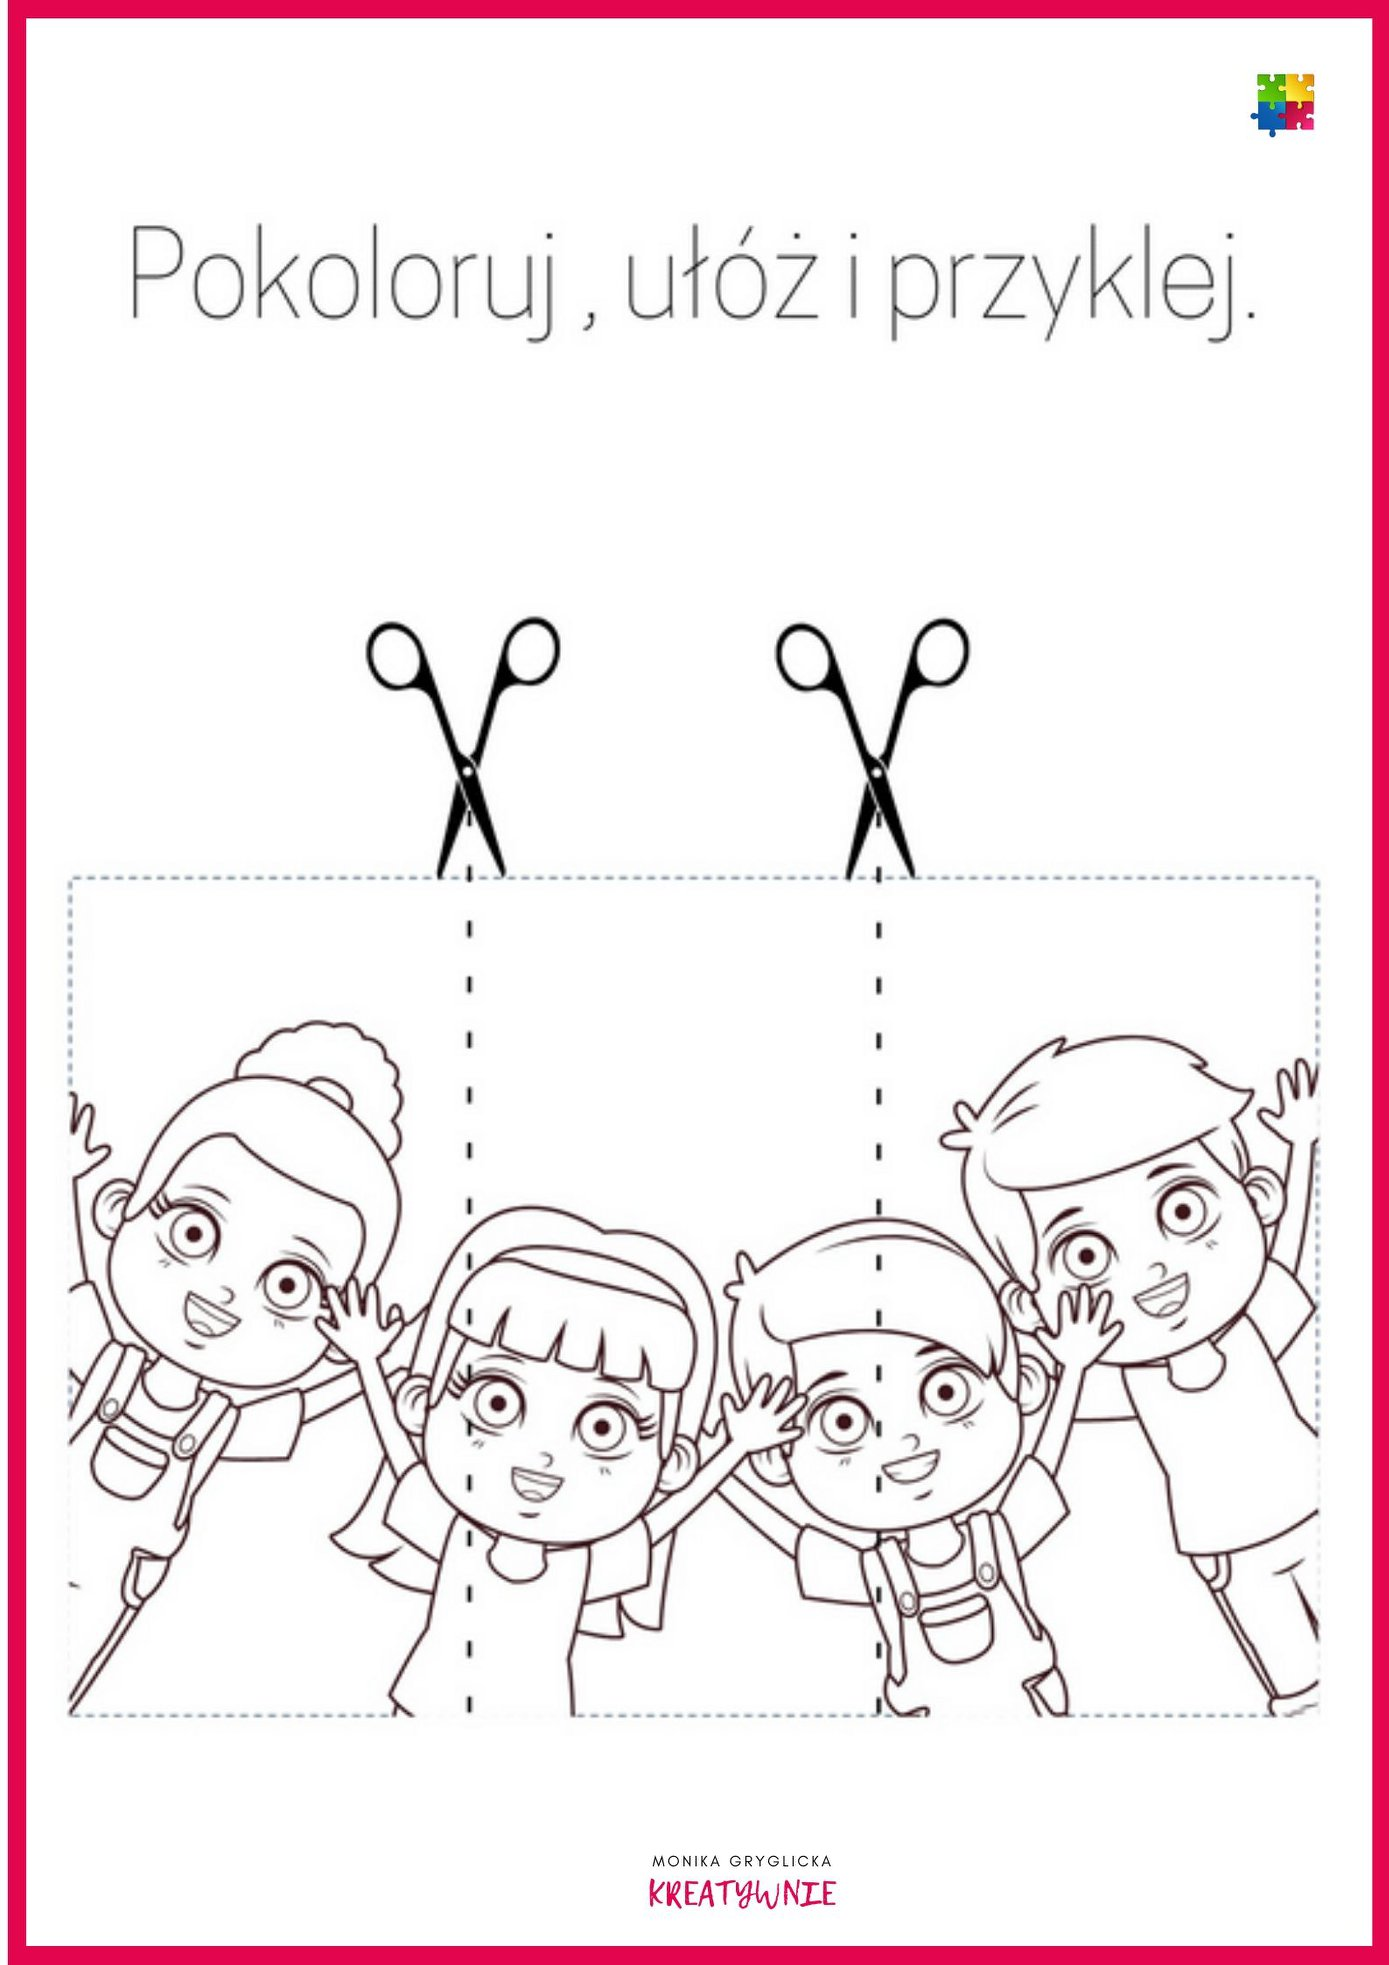 Pokoloruj , ułóż i przyklej.
MONIKA GRYGLICKA
KREATYWNIE